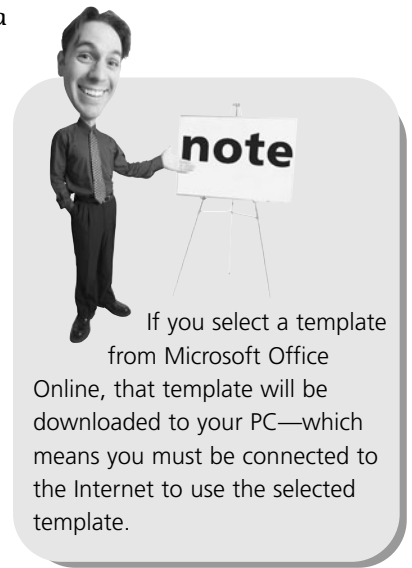 a
note
If you select a template
from Microsoft Office
Online, that template will be
downloaded to your PC—which
means you must be connected to
the Internet to use the selected
template.